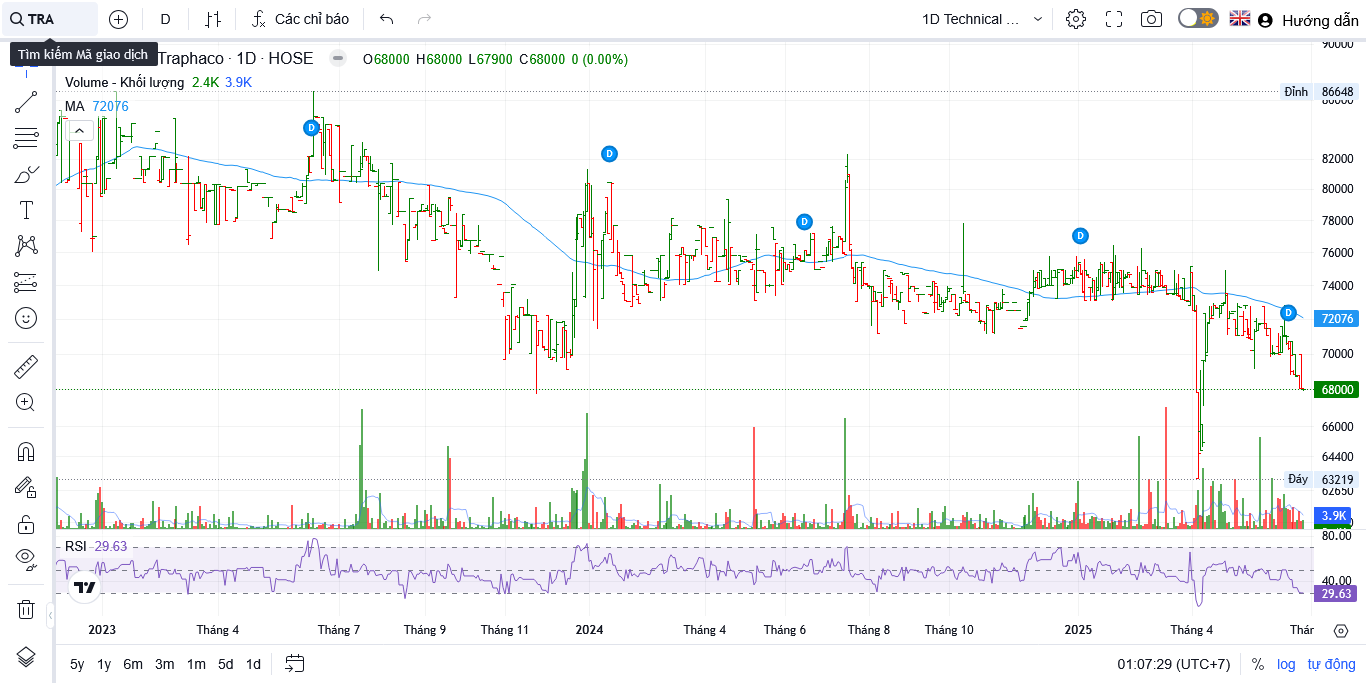 TRA
D
Các chỉ báo
1D Technical ...
Hướng dẫn
Tìm kiếm Mã giao dịch
Traphaco · 1D · HOSE
O68000 H68000 L67900 C68000 0 (0.00%)
Volume - Khối lượng 2.4K 3.9K
MA 72076
90000
Đỉnh 86648
86000
82000
80000
78000
76000
74000
72076
70000
68000
66000
64400
Đáy 63219
62650
3.9K
D
D
D
D
D
RSI 29.63
80.00
40.00
29.63
2023 Tháng 4 Tháng 7 Tháng 9 Tháng 11 2024 Tháng 4 Tháng 6 Tháng 8 Tháng 10 2025 Tháng 4 Thár
5y 1y 6m 3m 1m 5d 1d
01:07:29 (UTC+7) % log tự động